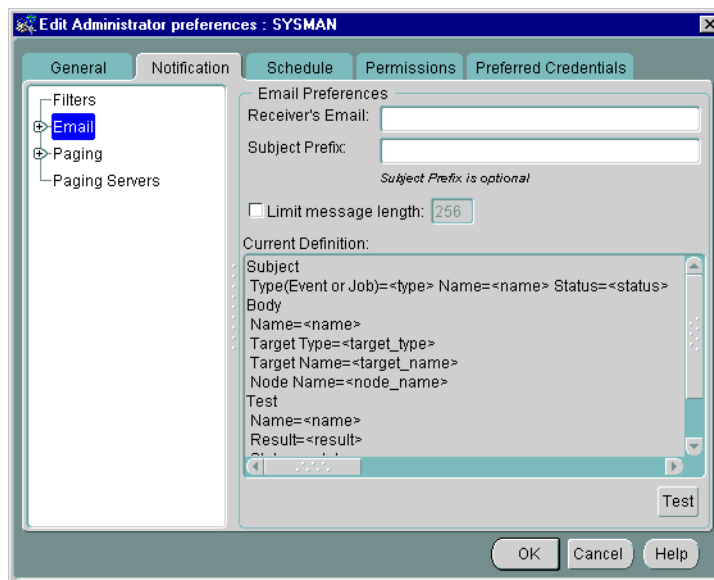 Edit Administrator preferences : SYSMAN
General
Notification
Schedule
Permissions
Preferred Credentials
Filters
Email
Paging
Paging Servers
Email Preferences
Receiver's Email:
Subject Prefix:
Subject Prefix is optional
Limit message length: 256
Current Definition:
Subject
Type(Event or Job)=<type> Name=<name> Status=<status>
Body
Name=<name>
Target Type=<target_type>
Target Name=<target_name>
Node Name=<node_name>
Test
Name=<name>
Result=<result>
Test
OK
Cancel
Help